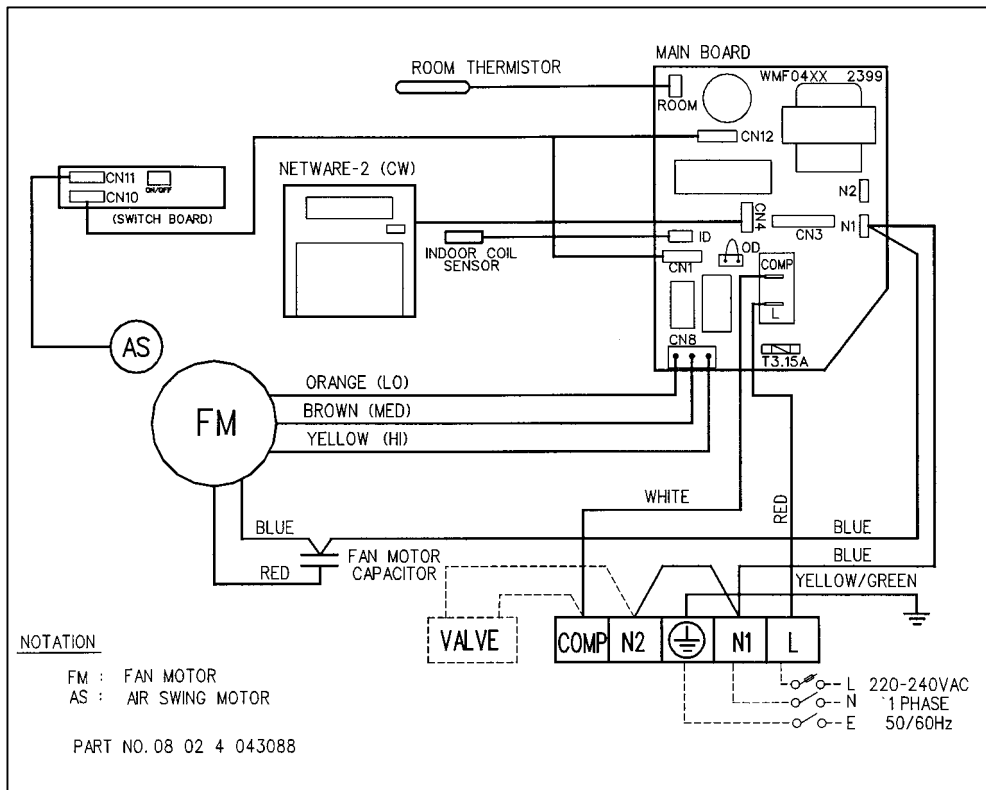 MAIN BOARD
ROOM THERMISTOR
WMF04XX 2399
ROOM
CN12
NETWARE-2 (CW)
CN11
ON/OFF
CN10
(SWITCH BOARD)
N2
CN4
CN3
N1
ID
INDOOR COIL
SENSOR
OD
CN1
COMP
L
AS
CN8
T3.15A
ORANGE (LO)
FM
BROWN (MED)
YELLOW (HI)
WHITE
RED
BLUE
BLUE
FAN MOTOR
CAPACITOR
RED
BLUE
YELLOW/GREEN
VALVE
COMP
N2
N1
L
NOTATION
FM : FAN MOTOR
AS : AIR SWING MOTOR
L 220-240VAC
N 1 PHASE
E 50/60Hz
PART NO. 08 02 4 043088